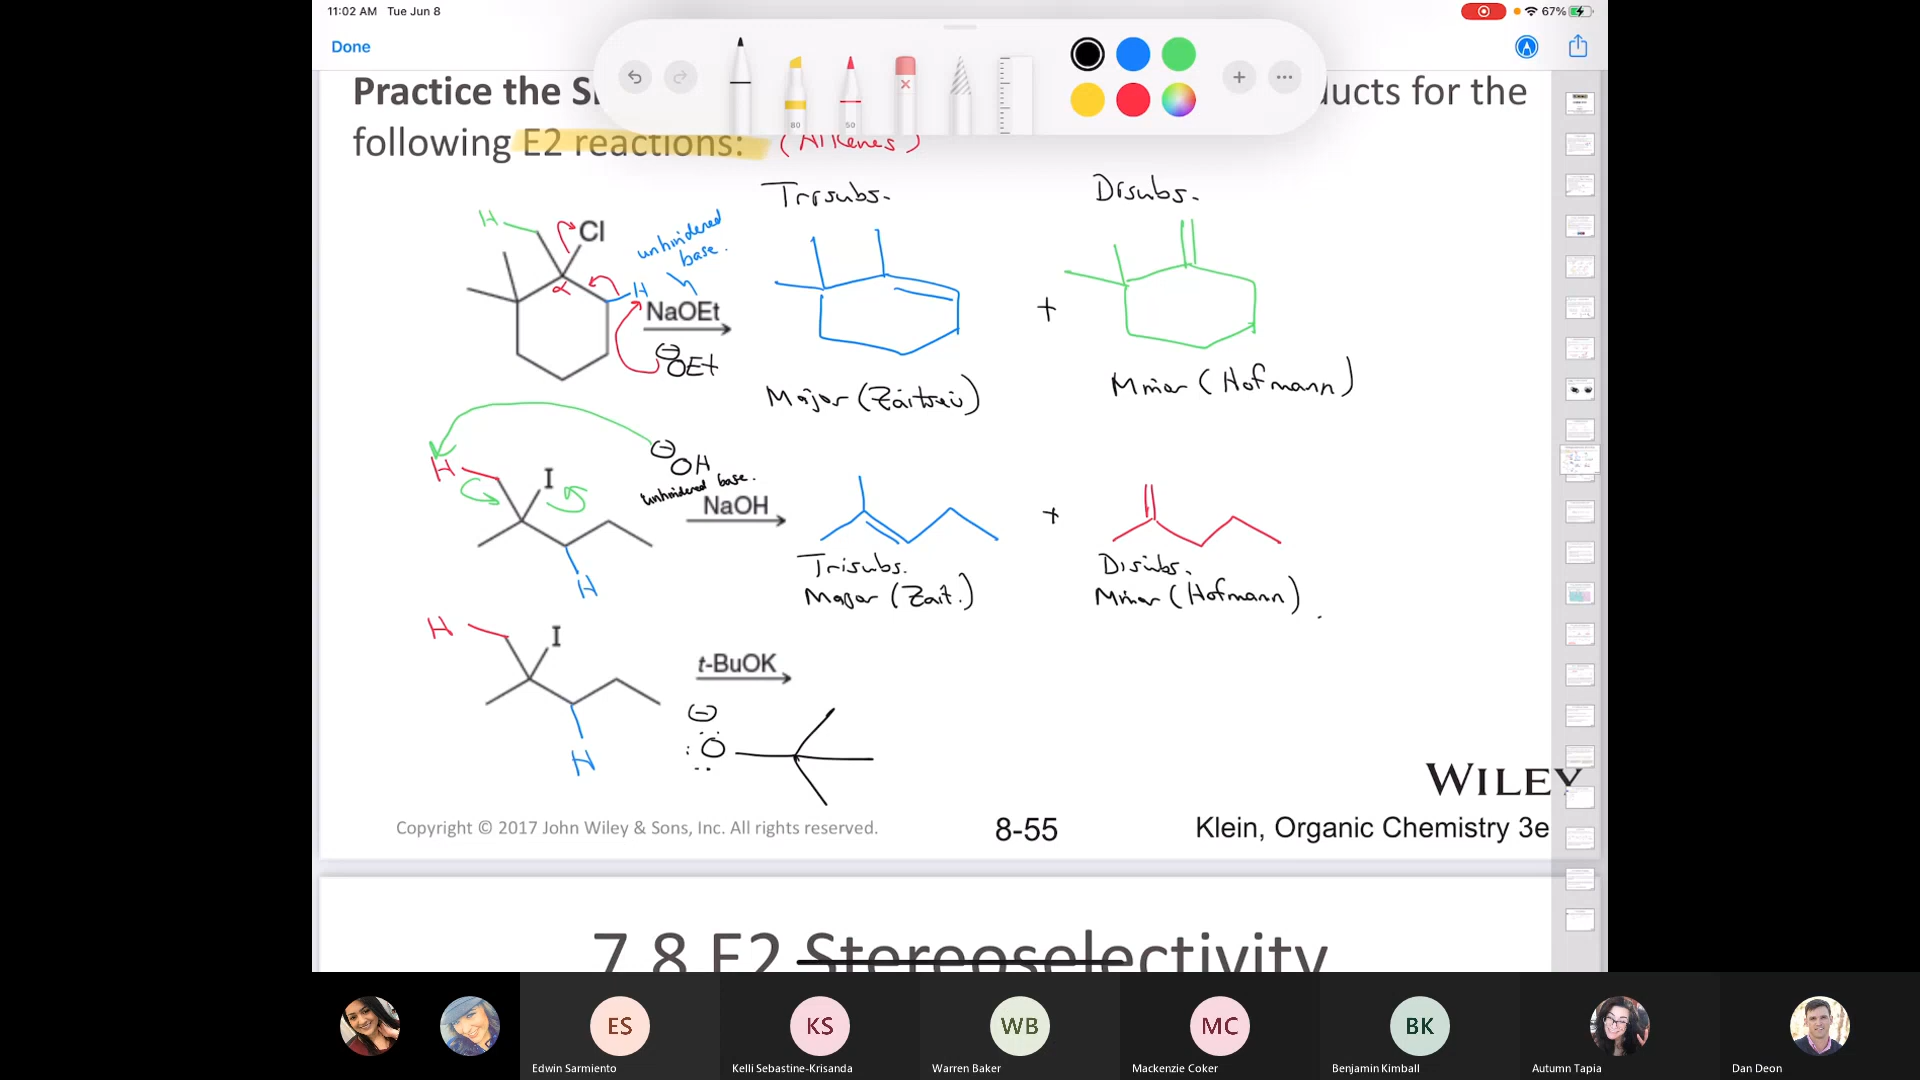 11:02 AM Tue Jun 8
67%
Done
Practice the
ducts for the
following E2 reactions: (Alkenes)
80
50
Trisubs.
Disubs.
H
Cl
unhindered
base.
α
H
NaOEt
⊖
OEt
+
Major (Zaitsev)
Minor (Hofmann)
⊖
OH
H
I
unhindered base.
NaOH
+
H
Trisubs.
Major (Zait.)
Disubs.
Minor (Hofmann)
H
I
t-BuOK
⊖
:O
H
WILEY
Copyright © 2017 John Wiley & Sons, Inc. All rights reserved.
8-55
Klein, Organic Chemistry 3e
7.8 E2 Stereoselectivity
ES
KS
WB
MC
BK
Edwin Sarmiento
Kelli Sebastine-Krisanda
Warren Baker
Mackenzie Coker
Benjamin Kimball
Autumn Tapia
Dan Deon